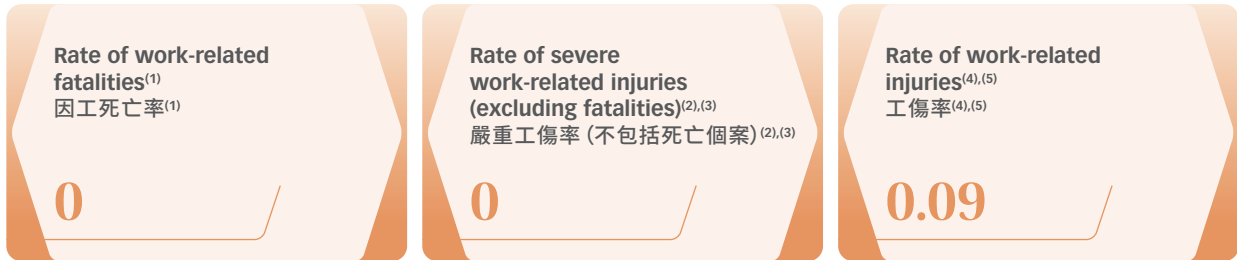 Rate of work-related
fatalities(1)
因工死亡率(1)
0
Rate of severe
work-related injuries
(excluding fatalities)(2),(3)
嚴重工傷率（不包括死亡個案）(2),(3)
0
Rate of work-related
injuries(4),(5)
工傷率(4),(5)
0.09